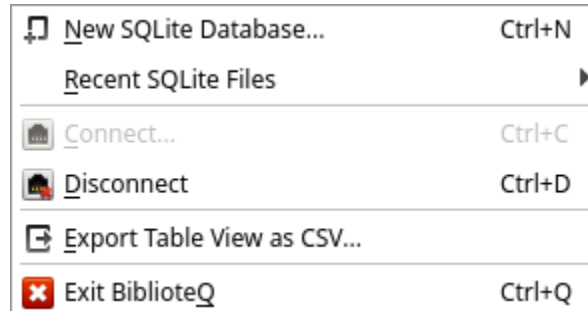 New SQLite Database... Ctrl+N
Recent SQLite Files
Connect... Ctrl+C
Disconnect Ctrl+D
Export Table View as CSV...
Exit BiblioteQ Ctrl+Q